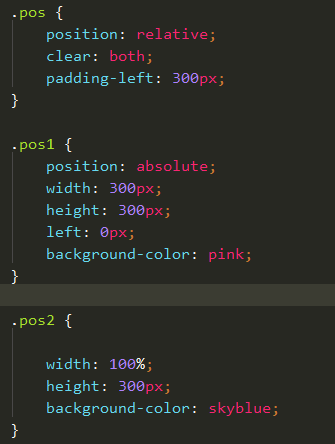 .pos {
    position: relative;
    clear: both;
    padding-left: 300px;
}

.pos1 {
    position: absolute;
    width: 300px;
    height: 300px;
    left: 0px;
    background-color: pink;
}

.pos2 {

    width: 100%;
    height: 300px;
    background-color: skyblue;
}